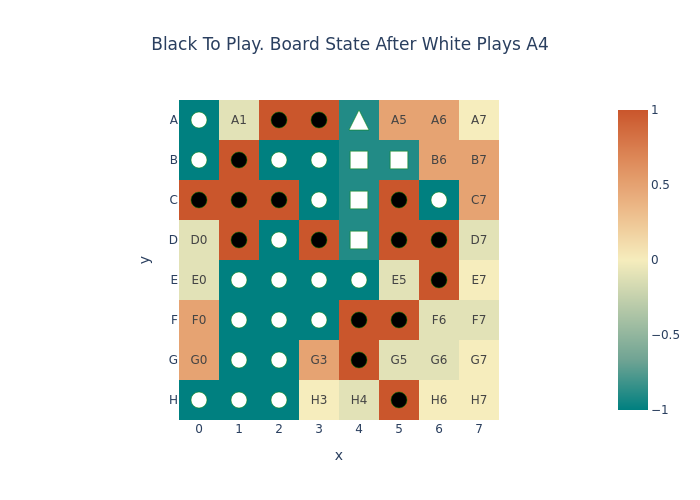 Black To Play. Board State After White Plays A4
A A1 A5 A6 A7 1
B B6 B7
0.5
C C7
D D0 D7
y 0
E E0 E5 E7
F F0 F6 F7 −0.5
G G0 G3 G5 G6 G7
H H3 H4 H6 H7 −1
0 1 2 3 4 5 6 7
x